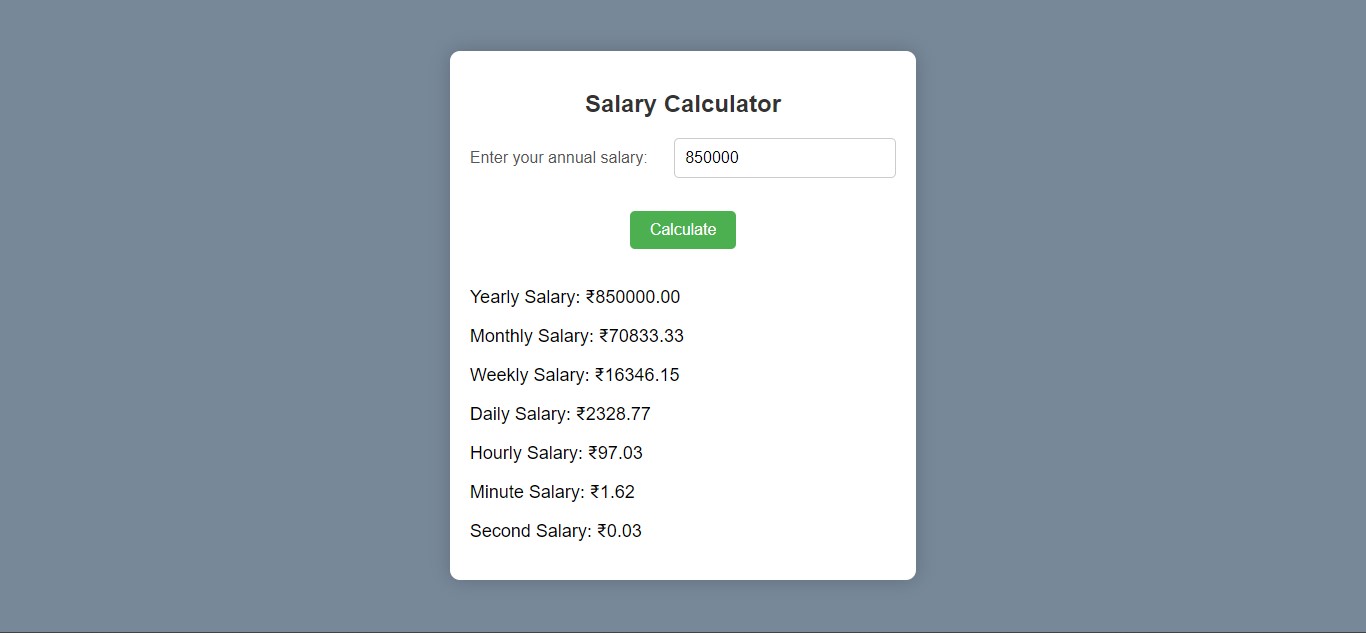 Salary Calculator
Enter your annual salary: 850000
Calculate
Yearly Salary: ₹850000.00
Monthly Salary: ₹70833.33
Weekly Salary: ₹16346.15
Daily Salary: ₹2328.77
Hourly Salary: ₹97.03
Minute Salary: ₹1.62
Second Salary: ₹0.03